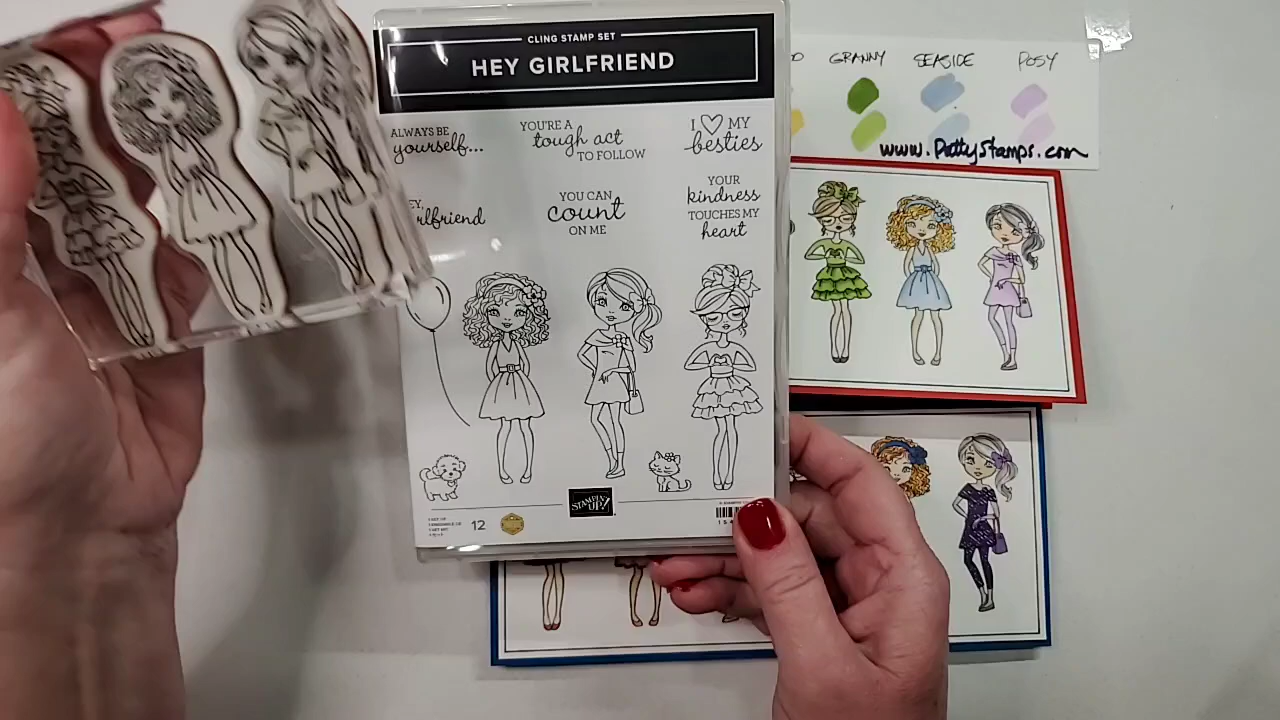 CLING STAMP SET
HEY GIRLFRIEND
GRANNY SEASIDE POSY
www.PattyStamps.com
ALWAYS BE
yourself...
YOU'RE A
tough act
TO FOLLOW
I MY
besties
YOU CAN
count
ON ME
YOUR
kindness
TOUCHES MY
heart
STAMPIN'
UP!
12